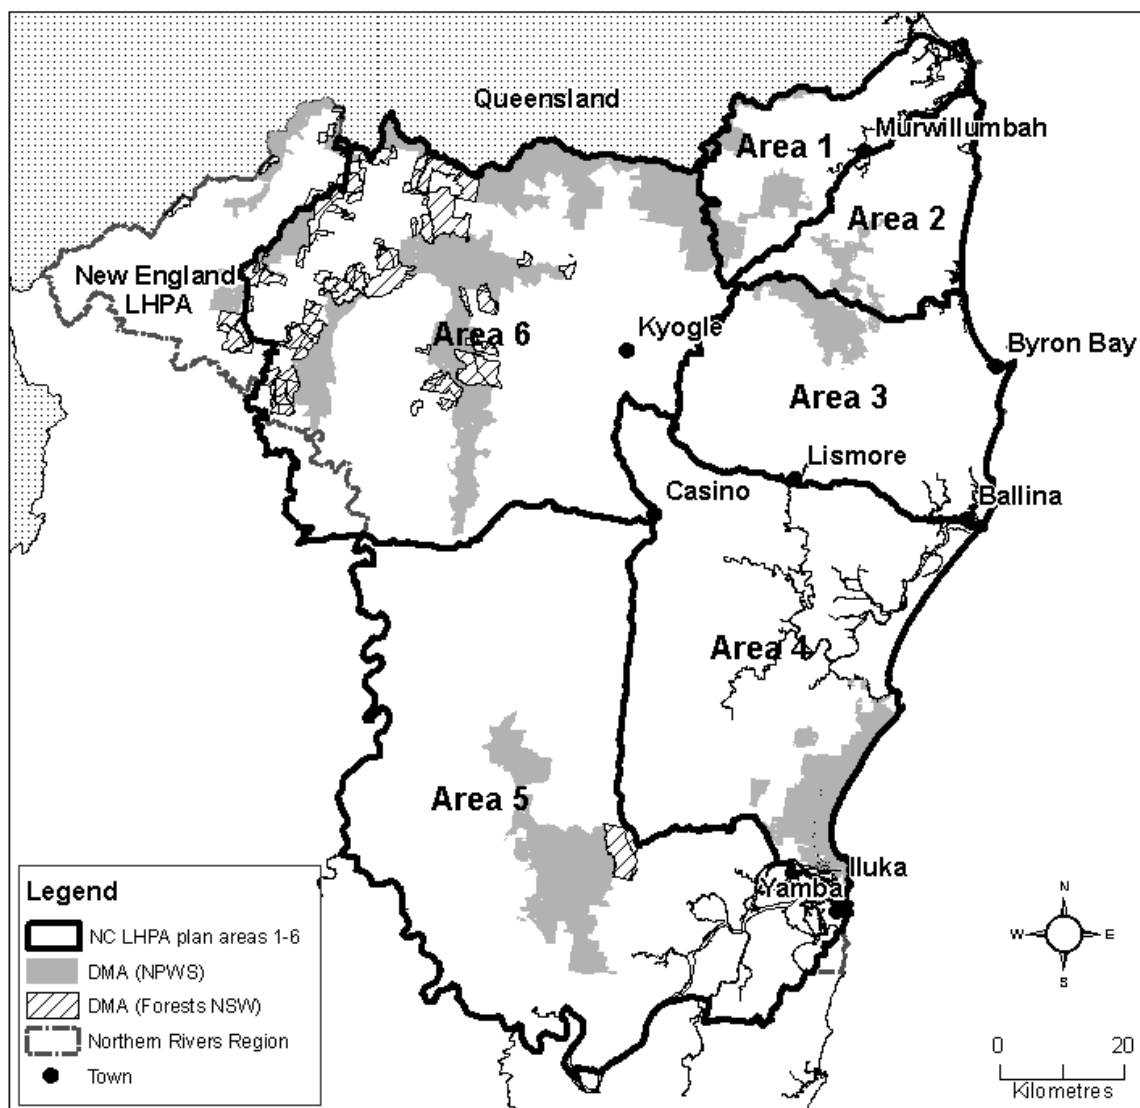 Queensland
Murwillumbah
Area 1
Area 2
New England
LHPA
Area 6
Kyogle
Byron Bay
Area 3
Lismore
Casino
Ballina
Area 4
Area 5
Iluka
Yamba
Legend
NC LHPA plan areas 1-6
DMA (NPWS)
DMA (Forests NSW)
Northern Rivers Region
Town
N
W
E
S
0
20
Kilometres